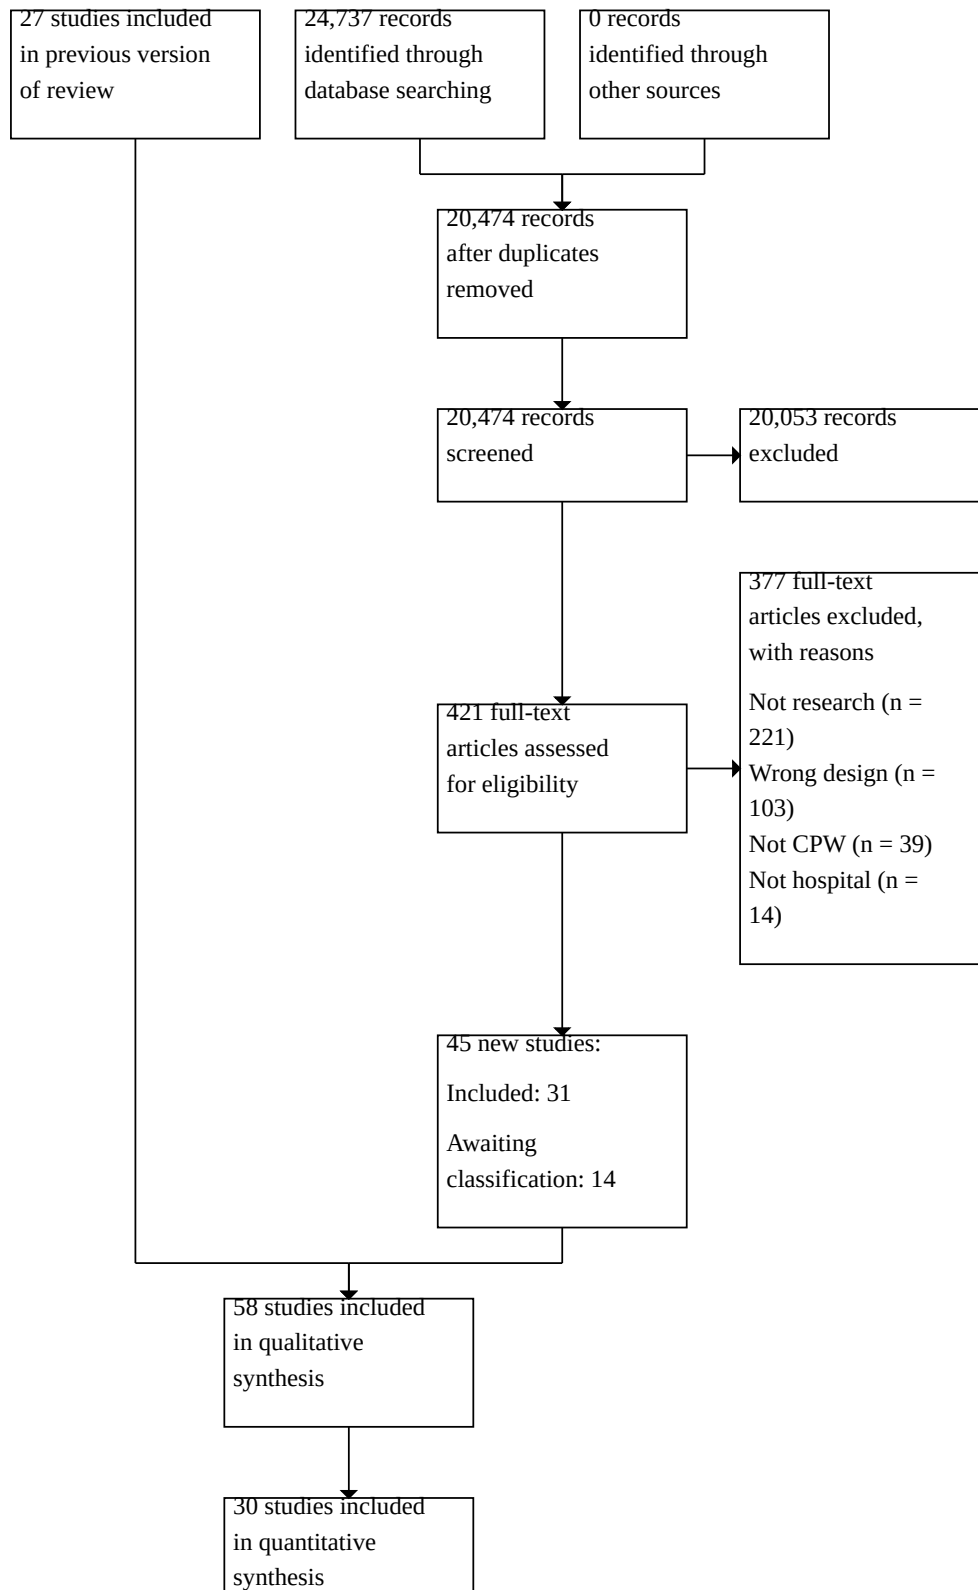 27 studies included
in previous version
of review
24,737 records
identified through
database searching
0 records
identified through
other sources
20,474 records
after duplicates
removed
20,474 records
screened
20,053 records
excluded
377 full-text
articles excluded,
with reasons
Not research (n =
221)
Wrong design (n =
103)
Not CPW (n = 39)
Not hospital (n =
14)
421 full-text
articles assessed
for eligibility
45 new studies:
Included: 31
Awaiting
classification: 14
58 studies included
in qualitative
synthesis
30 studies included
in quantitative
synthesis